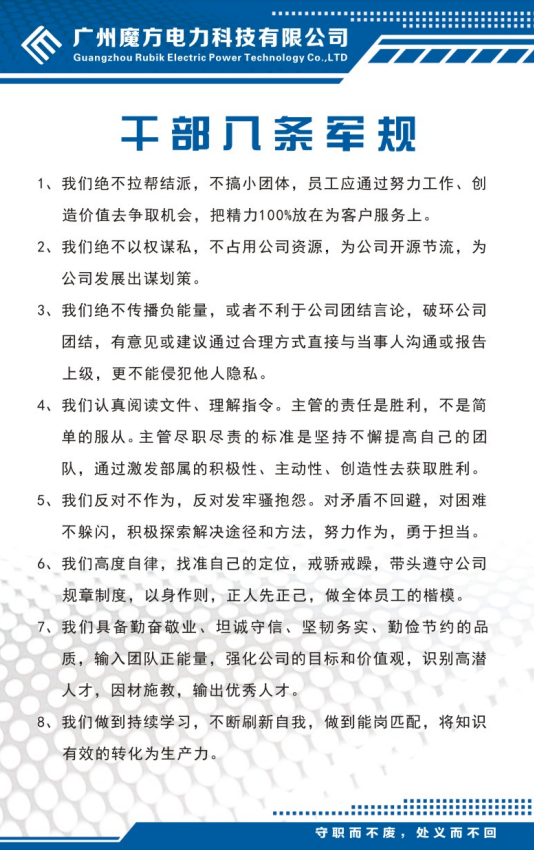 广州魔方电力科技有限公司
Guangzhou Rubik Electric Power Technology Co.,LTD
干部八条军规
1、我们绝不拉帮结派，不搞小团体，员工应通过努力工作、创
造价值去争取机会，把精力100%放在为客户服务上。
2、我们绝不以权谋私，不占用公司资源，为公司开源节流，为
公司发展出谋划策。
3、我们绝不传播负能量，或者不利于公司团结言论，破环公司
团结，有意见或建议通过合理方式直接与当事人沟通或报告
上级，更不能侵犯他人隐私。
4、我们认真阅读文件、理解指令。主管的责任是胜利，不是简
单的服从。主管尽职尽责的标准是坚持不懈提高自己的团
队，通过激发部属的积极性、主动性、创造性去获取胜利。
5、我们反对不作为，反对发牢骚抱怨。对矛盾不回避，对困难
不躲闪，积极探索解决途径和方法，努力作为，勇于担当。
6、我们高度自律，找准自己的定位，戒骄戒躁，带头遵守公司
规章制度，以身作则，正人先正己，做全体员工的楷模。
7、我们具备勤奋敬业、坦诚守信、坚韧务实、勤俭节约的品
质，输入团队正能量，强化公司的目标和价值观，识别高潜
人才，因材施教，输出优秀人才。
8、我们做到持续学习，不断刷新自我，做到能岗匹配，将知识
有效的转化为生产力。
守职而不废，处义而不回